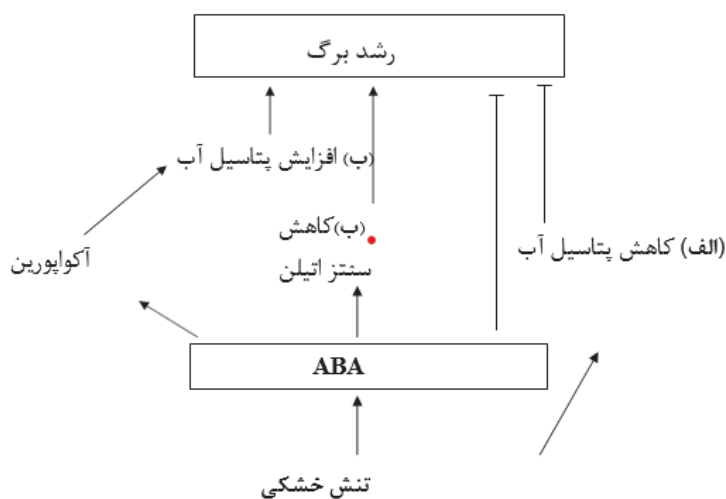 رشد برگ
(ب) افزایش پتاسیل آب
(ب)کاهش
سنتز اتیلن
(الف) کاهش پتاسیل آب
آکواپورین
ABA
تنش خشکی